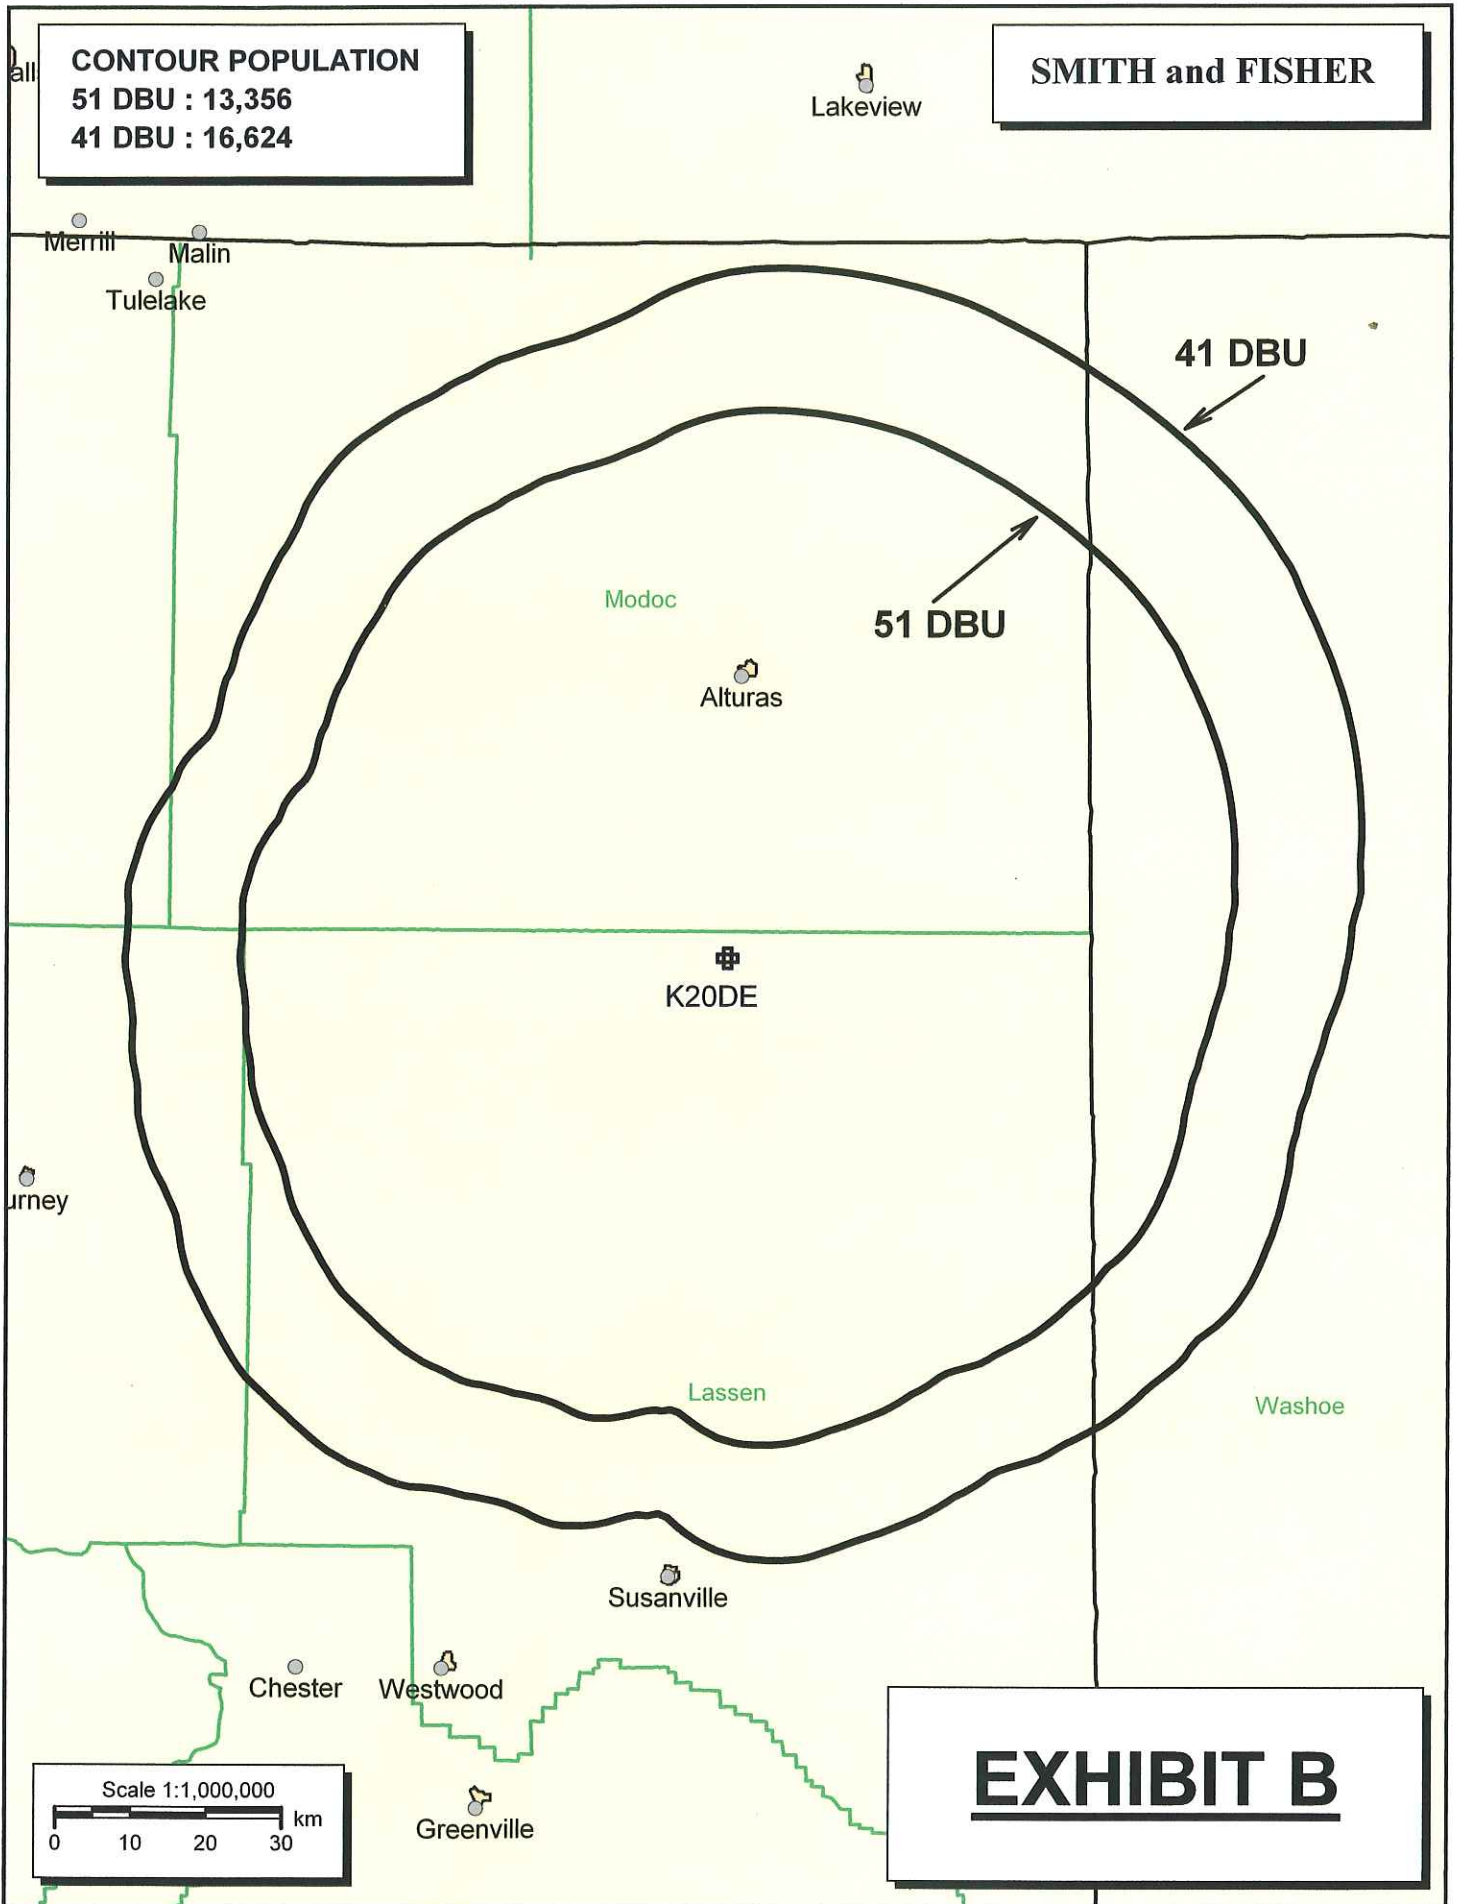 CONTOUR POPULATION
51 DBU : 13,356
41 DBU : 16,624
SMITH and FISHER
alls
Lakeview
Merrill
Malin
Tulelake
41 DBU
51 DBU
Modoc
Alturas
K20DE
urney
Lassen
Washoe
Susanville
Chester
Westwood
Greenville
Scale 1:1,000,000
km
0 10 20 30
EXHIBIT B